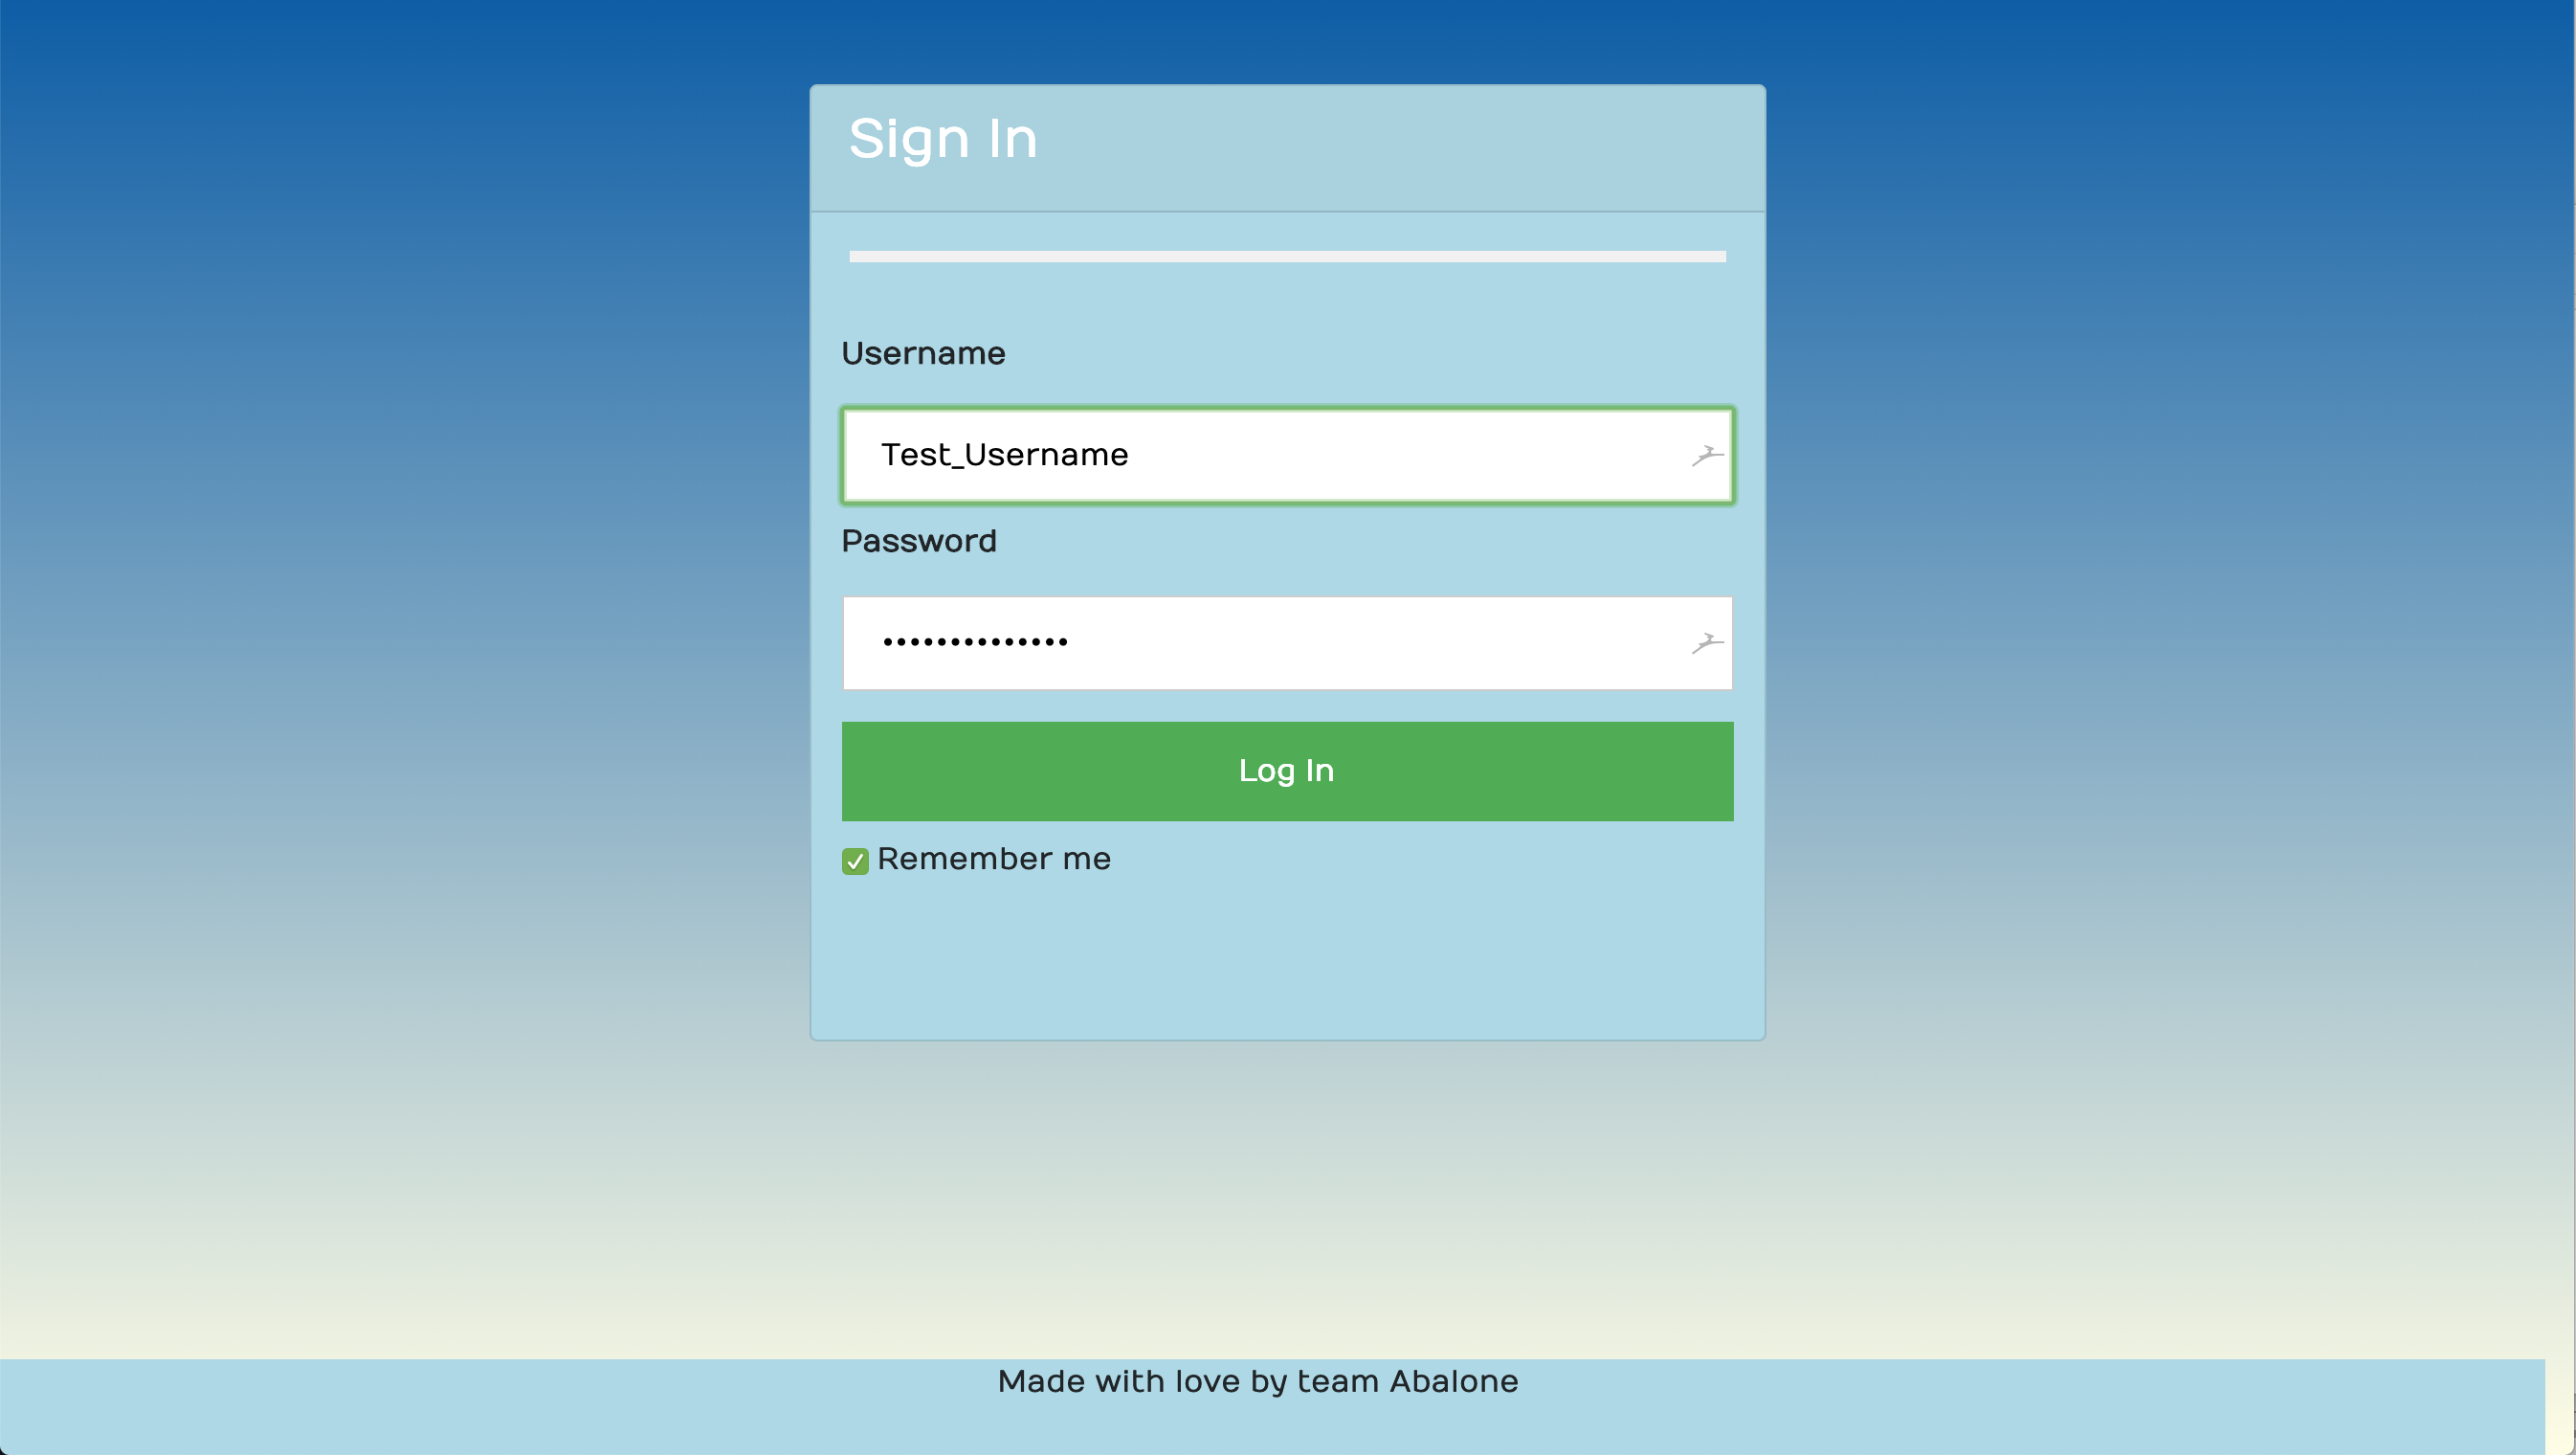 Sign In
Username
Test_Username
Password
••••••••••••••
Log In
Remember me
Made with love by team Abalone